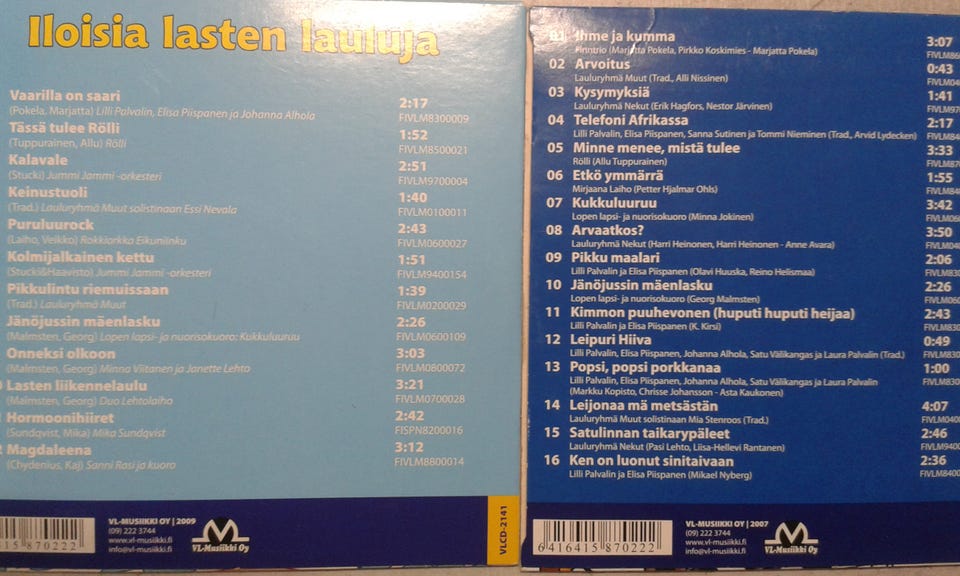 Iloisia lasten lauluja
Vaarilla on saari 2:17
(Pokela, Marjatta) Lilli Palvalin, Elisa Piispanen ja Johanna Alhola FIVLM8300009
Tässä tulee Rölli 1:52
(Tuppurainen, Allu) Rölli FIVLM8500021
Kalavale 2:51
(Stucki) Jummi Jammi -orkesteri FIVLM9700004
Keinustuoli 1:40
(Trad.) Lauluryhmä Muut solistinaan Essi Nevala FIVLM0100011
Puruluurock 2:43
(Laiho, Veikko) Rokkiorkka Eikuniinku FIVLM0600027
Kolmijalkainen kettu 1:51
(Stucki&Haavisto) Jummi Jammi -orkesteri FIVLM9400154
Pikkulintu riemuissaan 1:39
(Trad.) Lauluryhmä Muut FIVLM0200029
Jänöjussin mäenlasku 2:26
(Malmsten, Georg) Lopen lapsi- ja nuorisokuoro: Kukkuluuruu FIVLM0600109
Onneksi olkoon 3:03
(Malmsten, Georg) Minna Viitanen ja Janette Lehto FIVLM0800072
Lasten liikennelaulu 3:21
(Malmsten, Georg) Duo Lehtolaiho FIVLM0700028
Hormoonihiiret 2:42
(Sundqvist, Mika) Mika Sundqvist FISPN8200016
Magdaleena 3:12
(Chydenius, Kaj) Sanni Rasi ja kuoro FIVLM8800014
815 870222
VL-MUSIIKKI OY | 2009
(09) 222 3744
www.vl-musiikki.fi
info@vl-musiikki.fi
VL-Musiikki Oy
VLCD-2141
01 Ihme ja kumma 3:07
Finntrio (Marjatta Pokela, Pirkko Koskimies - Marjatta Pokela)
02 Arvoitus 0:43
Lauluryhmä Muut (Trad., Alli Nissinen)
03 Kysymyksiä 1:41
Lauluryhmä Nekut (Erik Hagfors, Nestor Järvinen)
04 Telefoni Afrikassa 2:17
Lilli Palvalin, Elisa Piispanen, Sanna Sutinen ja Tommi Nieminen (Trad., Arvid Lydecken)
05 Minne menee, mistä tulee 3:33
Rölli (Allu Tuppurainen)
06 Etkö ymmärrä 1:55
Mirjaana Laiho (Petter Hjalmar Ohls)
07 Kukkuluuruu 3:42
Lopen lapsi- ja nuorisokuoro (Minna Jokinen)
08 Arvaatkos? 3:50
Lauluryhmä Nekut (Harri Heinonen, Harri Heinonen - Anne Avara)
09 Pikku maalari 2:06
Lilli Palvalin ja Elisa Piispanen (Olavi Huuska, Reino Helismaa)
10 Jänöjussin mäenlasku 2:26
Lopen lapsi- ja nuorisokuoro (Georg Malmsten)
11 Kimmon puuhevonen (huputi huputi heijaa) 2:43
Lilli Palvalin ja Elisa Piispanen (K. Kirsi)
12 Leipuri Hiiva 0:49
Lilli Palvalin, Elisa Piispanen, Johanna Alhola, Satu Välikangas ja Laura Palvalin (Trad.)
13 Popsi, popsi porkkanaa 1:00
Lilli Palvalin, Elisa Piispanen, Johanna Alhola, Satu Välikangas ja Laura Palvalin
(Markku Kopisto, Chrisse Johansson - Asta Kaukonen)
14 Leijonaa mä metsästän 4:07
Lauluryhmä Muut solistinaan Mia Stenroos (Trad.)
15 Satulinnan taikarypäleet 2:46
Lauluryhmä Nekut (Pasi Lehto, Liisa-Hellevi Rantanen)
16 Ken on luonut sinitaivaan 2:36
Lilli Palvalin ja Elisa Piispanen (Mikael Nyberg)
6 416415 870222
VL-MUSIIKKI OY | 2007
(09) 222 3744
www.vl-musiikki.fi
info@vl-musiikki.fi
VL-Musiikki Oy